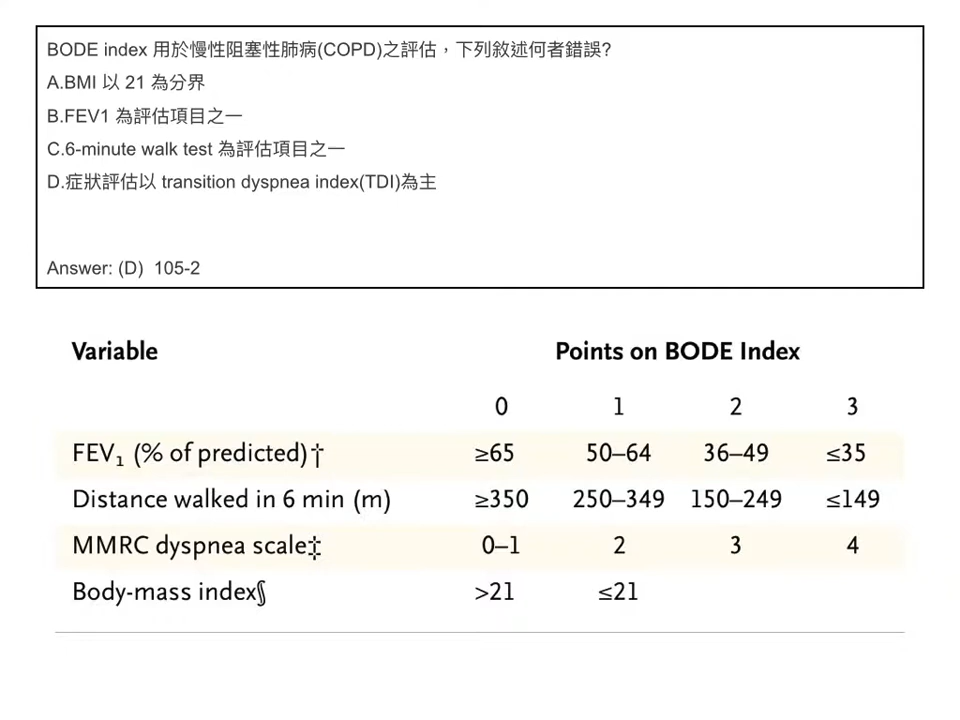 BODE index 用於慢性阻塞性肺病(COPD)之評估，下列敘述何者錯誤?
A.BMI 以 21 為分界
B.FEV1 為評估項目之一
C.6-minute walk test 為評估項目之一
D.症狀評估以 transition dyspnea index(TDI)為主
Answer: (D) 105-2
Variable Points on BODE Index
0 1 2 3
FEV₁ (% of predicted)† ≥65 50–64 36–49 ≤35
Distance walked in 6 min (m) ≥350 250–349 150–249 ≤149
MMRC dyspnea scale‡ 0–1 2 3 4
Body-mass index§ >21 ≤21